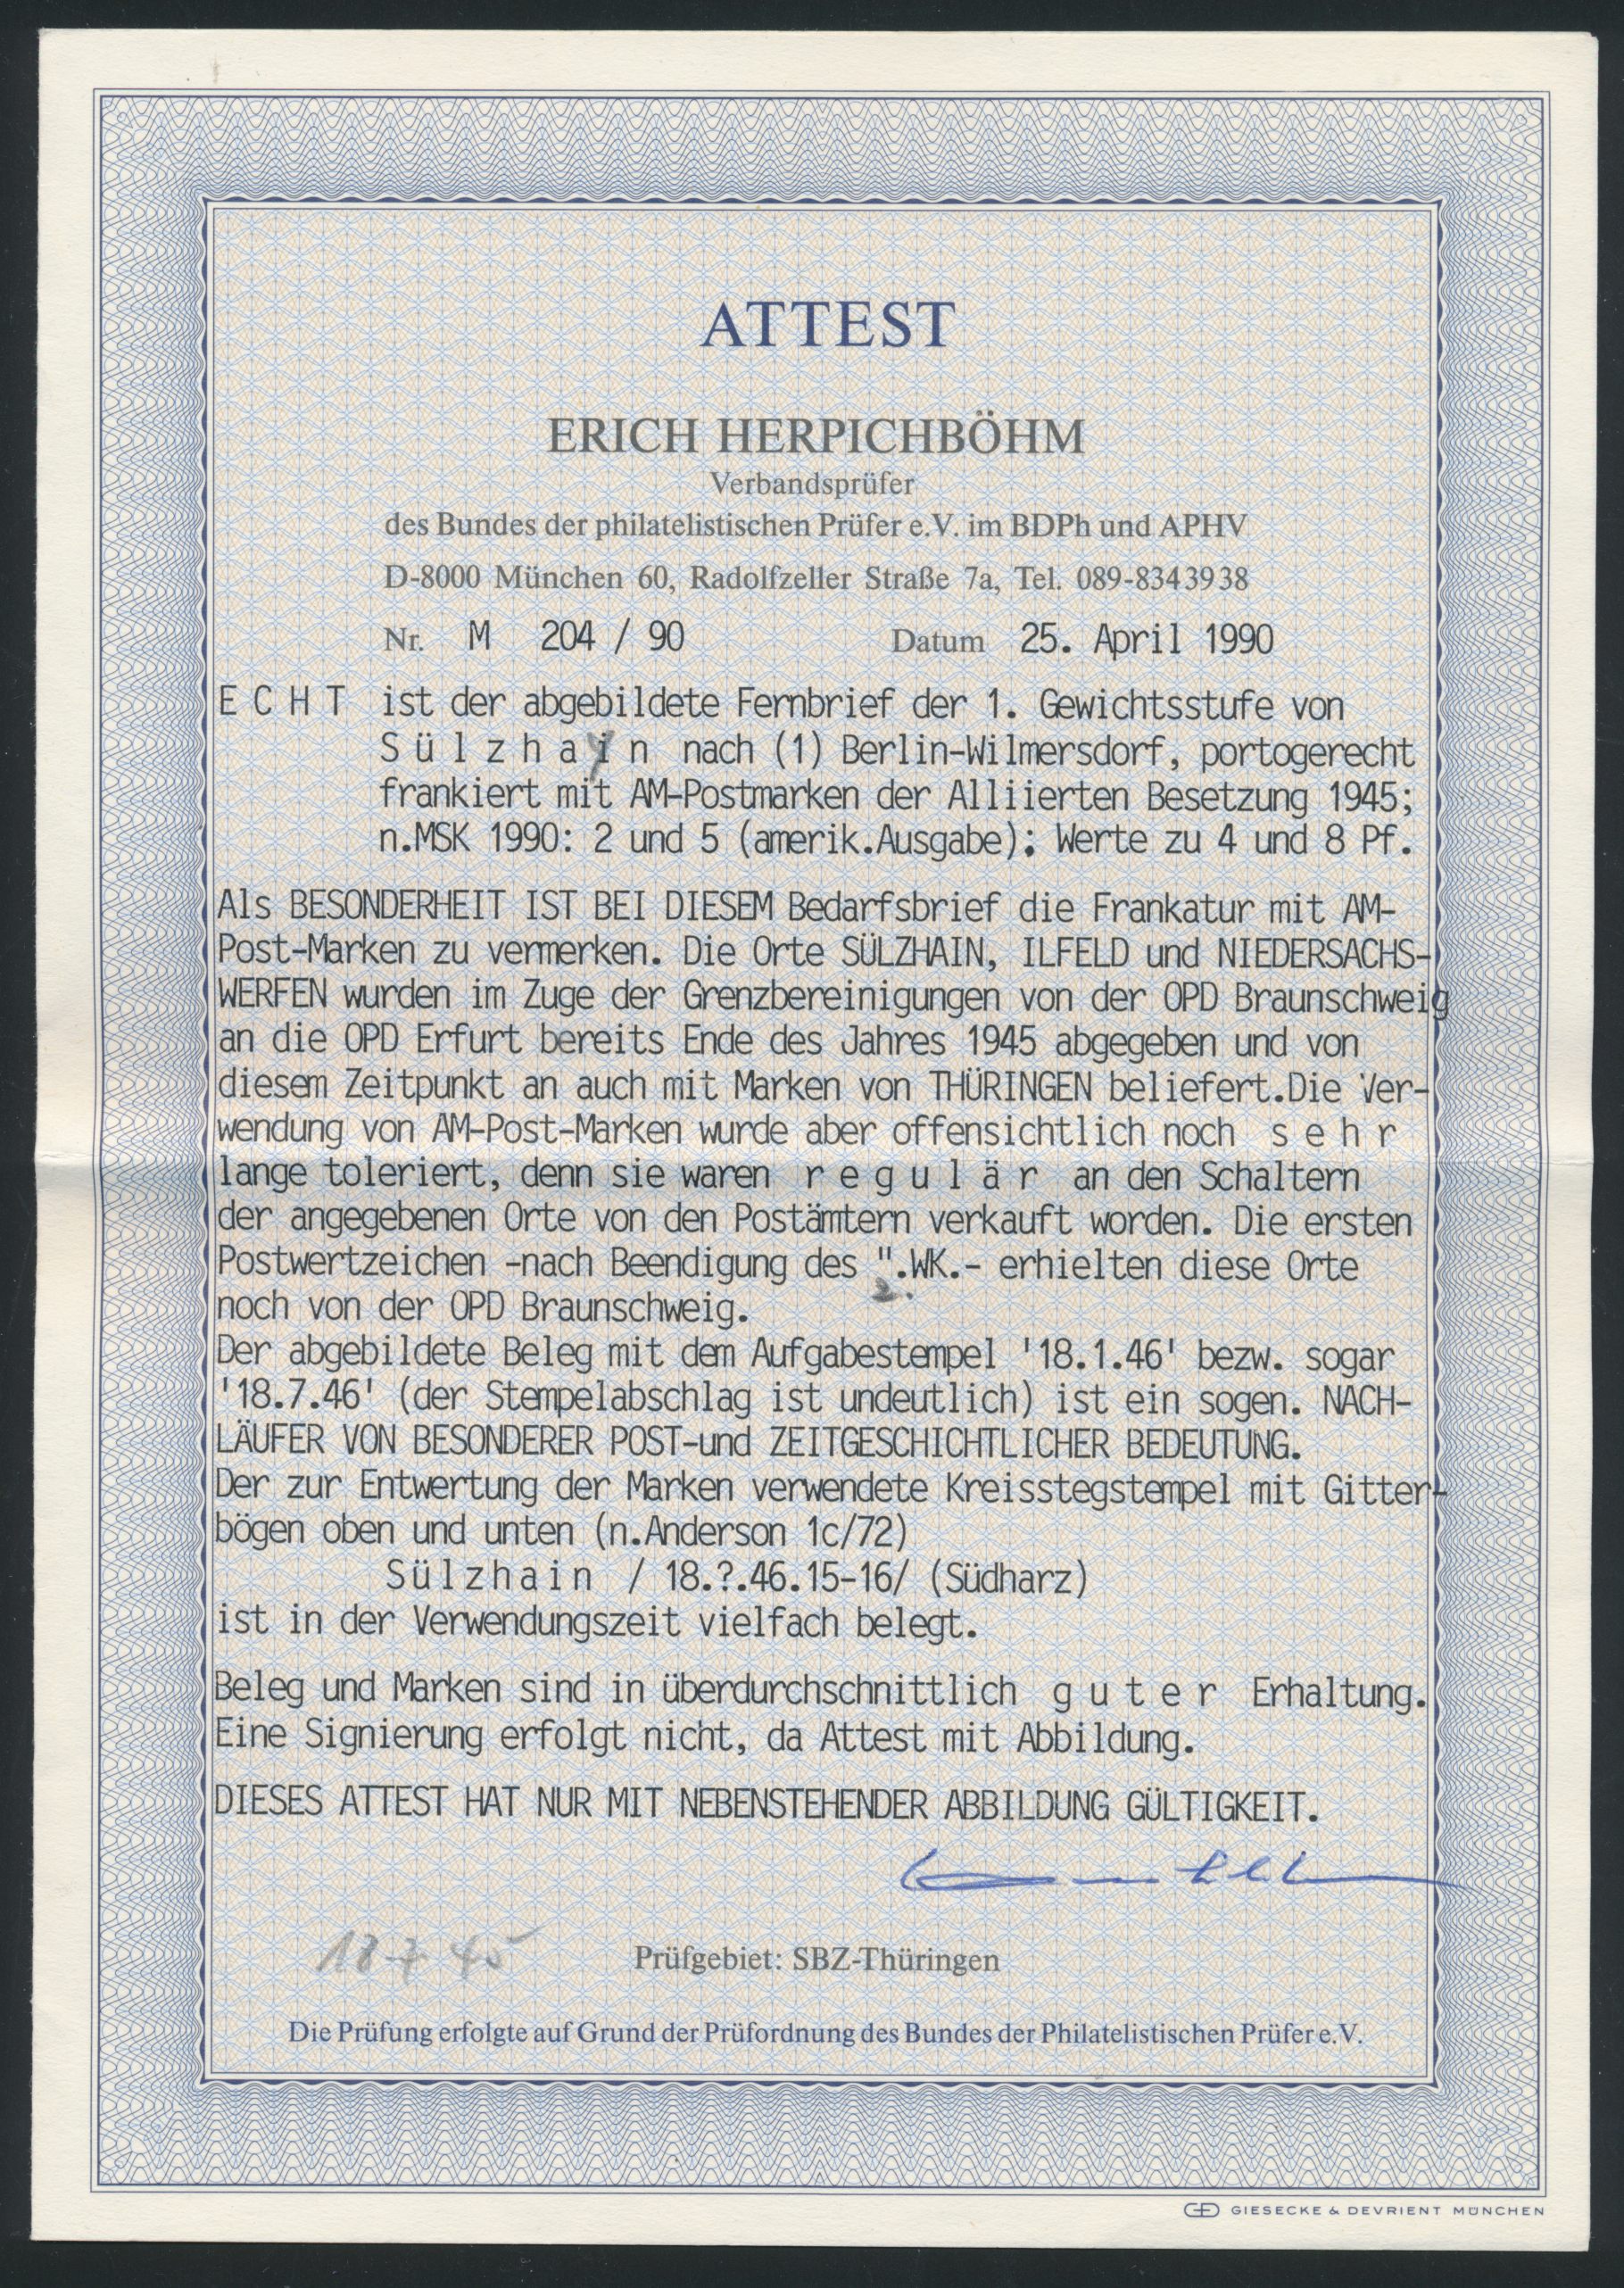 ATTEST
ERICH HERPICHBÖHM
Verbandsprüfer
des Bundes der philatelistischen Prüfer e.V. im BDPh und APHV
D-8000 München 60, Radolfzeller Straße 7a, Tel. 089-8343938
Nr. M 204 / 90 Datum 25. April 1990
E C H T ist der abgebildete Fernbrief der 1. Gewichtsstufe von
S ü l z h a y n nach (1) Berlin-Wilmersdorf, portogerecht
frankiert mit AM-Postmarken der Alliierten Besetzung 1945;
n.MSK 1990: 2 und 5 (amerik.Ausgabe); Werte zu 4 und 8 Pf.
Als BESONDERHEIT IST BEI DIESEM Bedarfsbrief die Frankatur mit AM-
Post-Marken zu vermerken. Die Orte SÜLZHAIN, ILFELD und NIEDERSACHS-
WERFEN wurden im Zuge der Grenzbereinigungen von der OPD Braunschweig
an die OPD Erfurt bereits Ende des Jahres 1945 abgegeben und von
diesem Zeitpunkt an auch mit Marken von THÜRINGEN beliefert.Die Ver-
wendung von AM-Post-Marken wurde aber offensichtlich noch s e h r
lange toleriert, denn sie waren r e g u l ä r an den Schaltern
der angegebenen Orte von den Postämtern verkauft worden. Die ersten
Postwertzeichen -nach Beendigung des ".WK.- erhielten diese Orte
2.
noch von der OPD Braunschweig.
Der abgebildete Beleg mit dem Aufgabestempel '18.1.46' bezw. sogar
'18.7.46' (der Stempelabschlag ist undeutlich) ist ein sogen. NACH-
LÄUFER VON BESONDERER POST-und ZEITGESCHICHTLICHER BEDEUTUNG.
Der zur Entwertung der Marken verwendete Kreisstegstempel mit Gitter-
bögen oben und unten (n.Anderson 1c/72)
S ü l z h a i n / 18.?.46.15-16/ (Südharz)
ist in der Verwendungszeit vielfach belegt.
Beleg und Marken sind in überdurchschnittlich g u t e r Erhaltung.
Eine Signierung erfolgt nicht, da Attest mit Abbildung.
DIESES ATTEST HAT NUR MIT NEBENSTEHENDER ABBILDUNG GÜLTIGKEIT.
18 7 45
Prüfgebiet: SBZ-Thüringen
Die Prüfung erfolgte auf Grund der Prüfordnung des Bundes der Philatelistischen Prüfer e.V.
GIESECKE & DEVRIENT MÜNCHEN